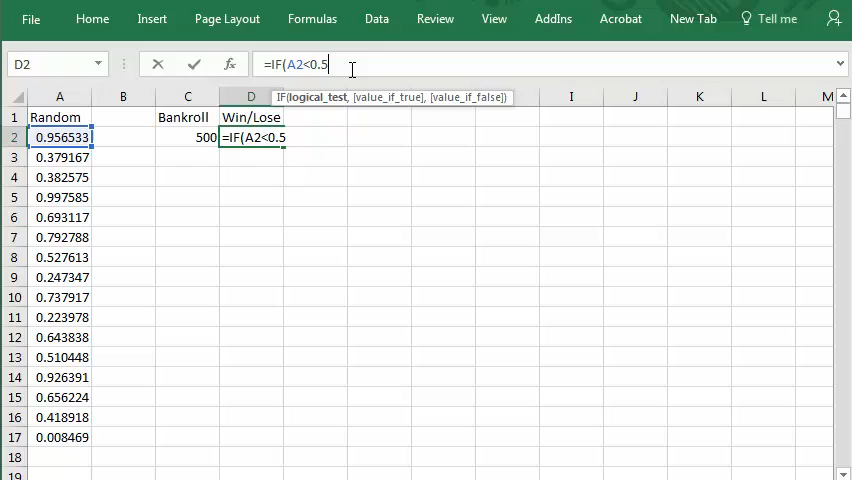 File Home Insert Page Layout Formulas Data Review View Add-ins Acrobat New Tab Tell me
D2 fx =IF(A2<0.5
IF(logical_test, [value_if_true], [value_if_false])
A B C D I J K L M
1 Random Bankroll Win/Lose
2 0.956533 500 =IF(A2<0.5
3 0.379167
4 0.382575
5 0.997585
6 0.693117
7 0.792788
8 0.527613
9 0.247347
10 0.737917
11 0.223978
12 0.643838
13 0.510448
14 0.926391
15 0.656224
16 0.418918
17 0.008469
18
19